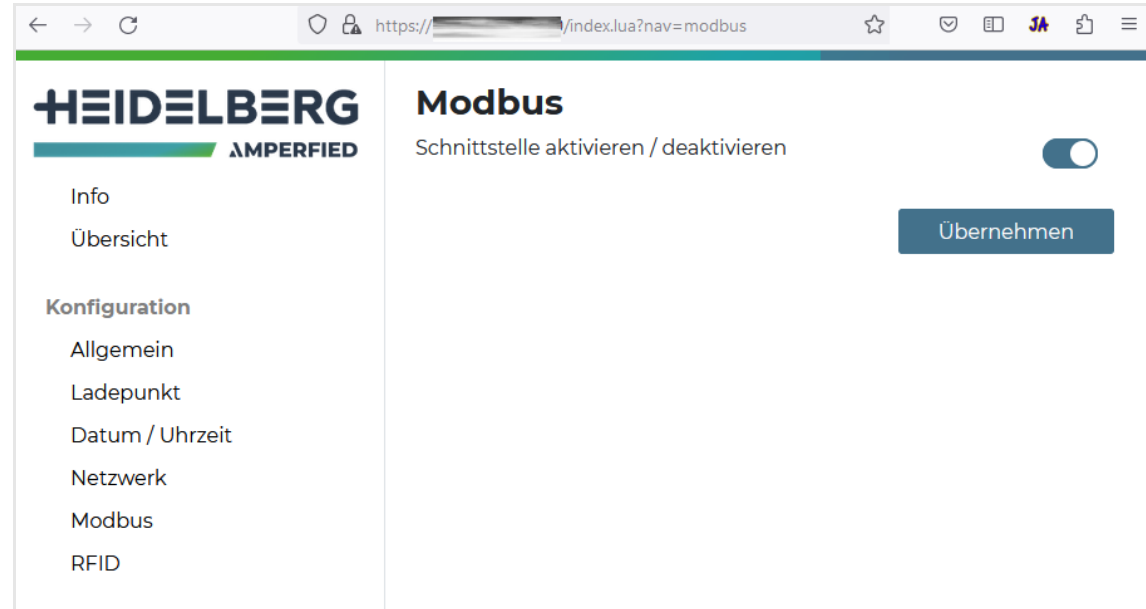 https:// /index.lua?nav=modbus
JA
HEIDELBERG
AMPERFIED
Info
Übersicht
Konfiguration
Allgemein
Ladepunkt
Datum / Uhrzeit
Netzwerk
Modbus
RFID
Modbus
Schnittstelle aktivieren / deaktivieren
Übernehmen